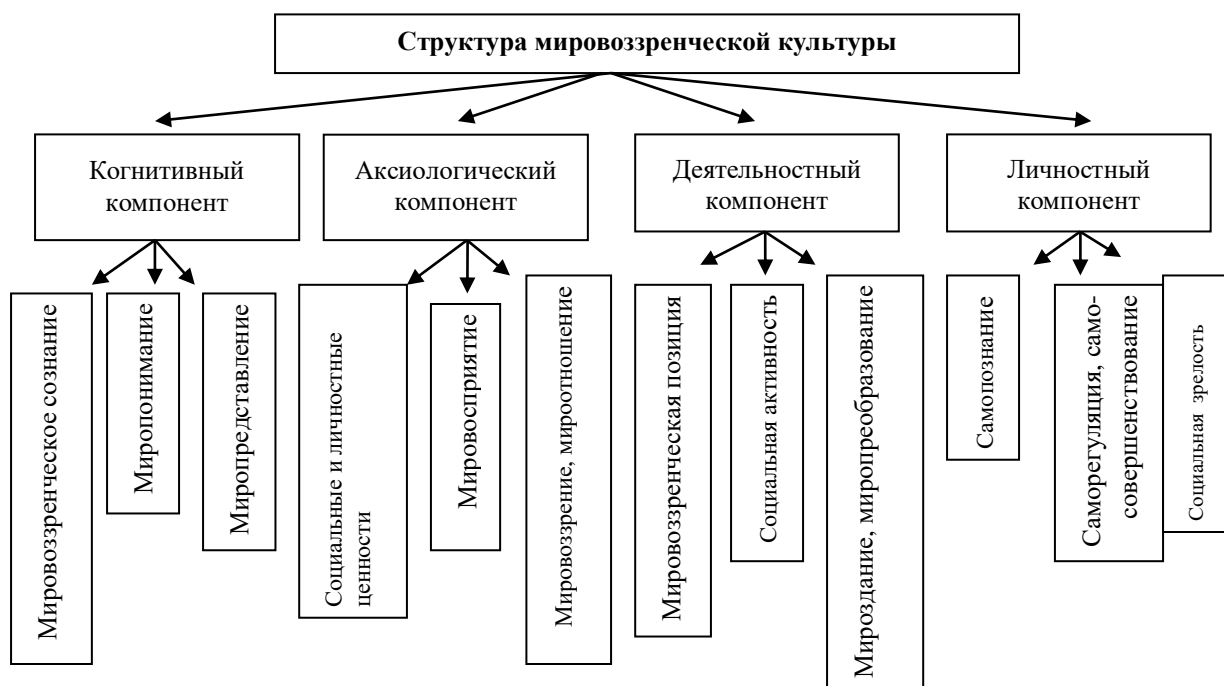 Структура мировоззренческой культуры
Когнитивный
компонент
Аксиологический
компонент
Деятельностный
компонент
Личностный
компонент
Мировоззренческое сознание
Миропонимание
Миропредставление
Социальные и личностные
ценности
Мировосприятие
Мировоззрение, мироотношение
Мировоззренческая позиция
Социальная активность
Мироздание, миропреобразование
Самопознание
Саморегуляция, само-
совершенствование
Социальная зрелость